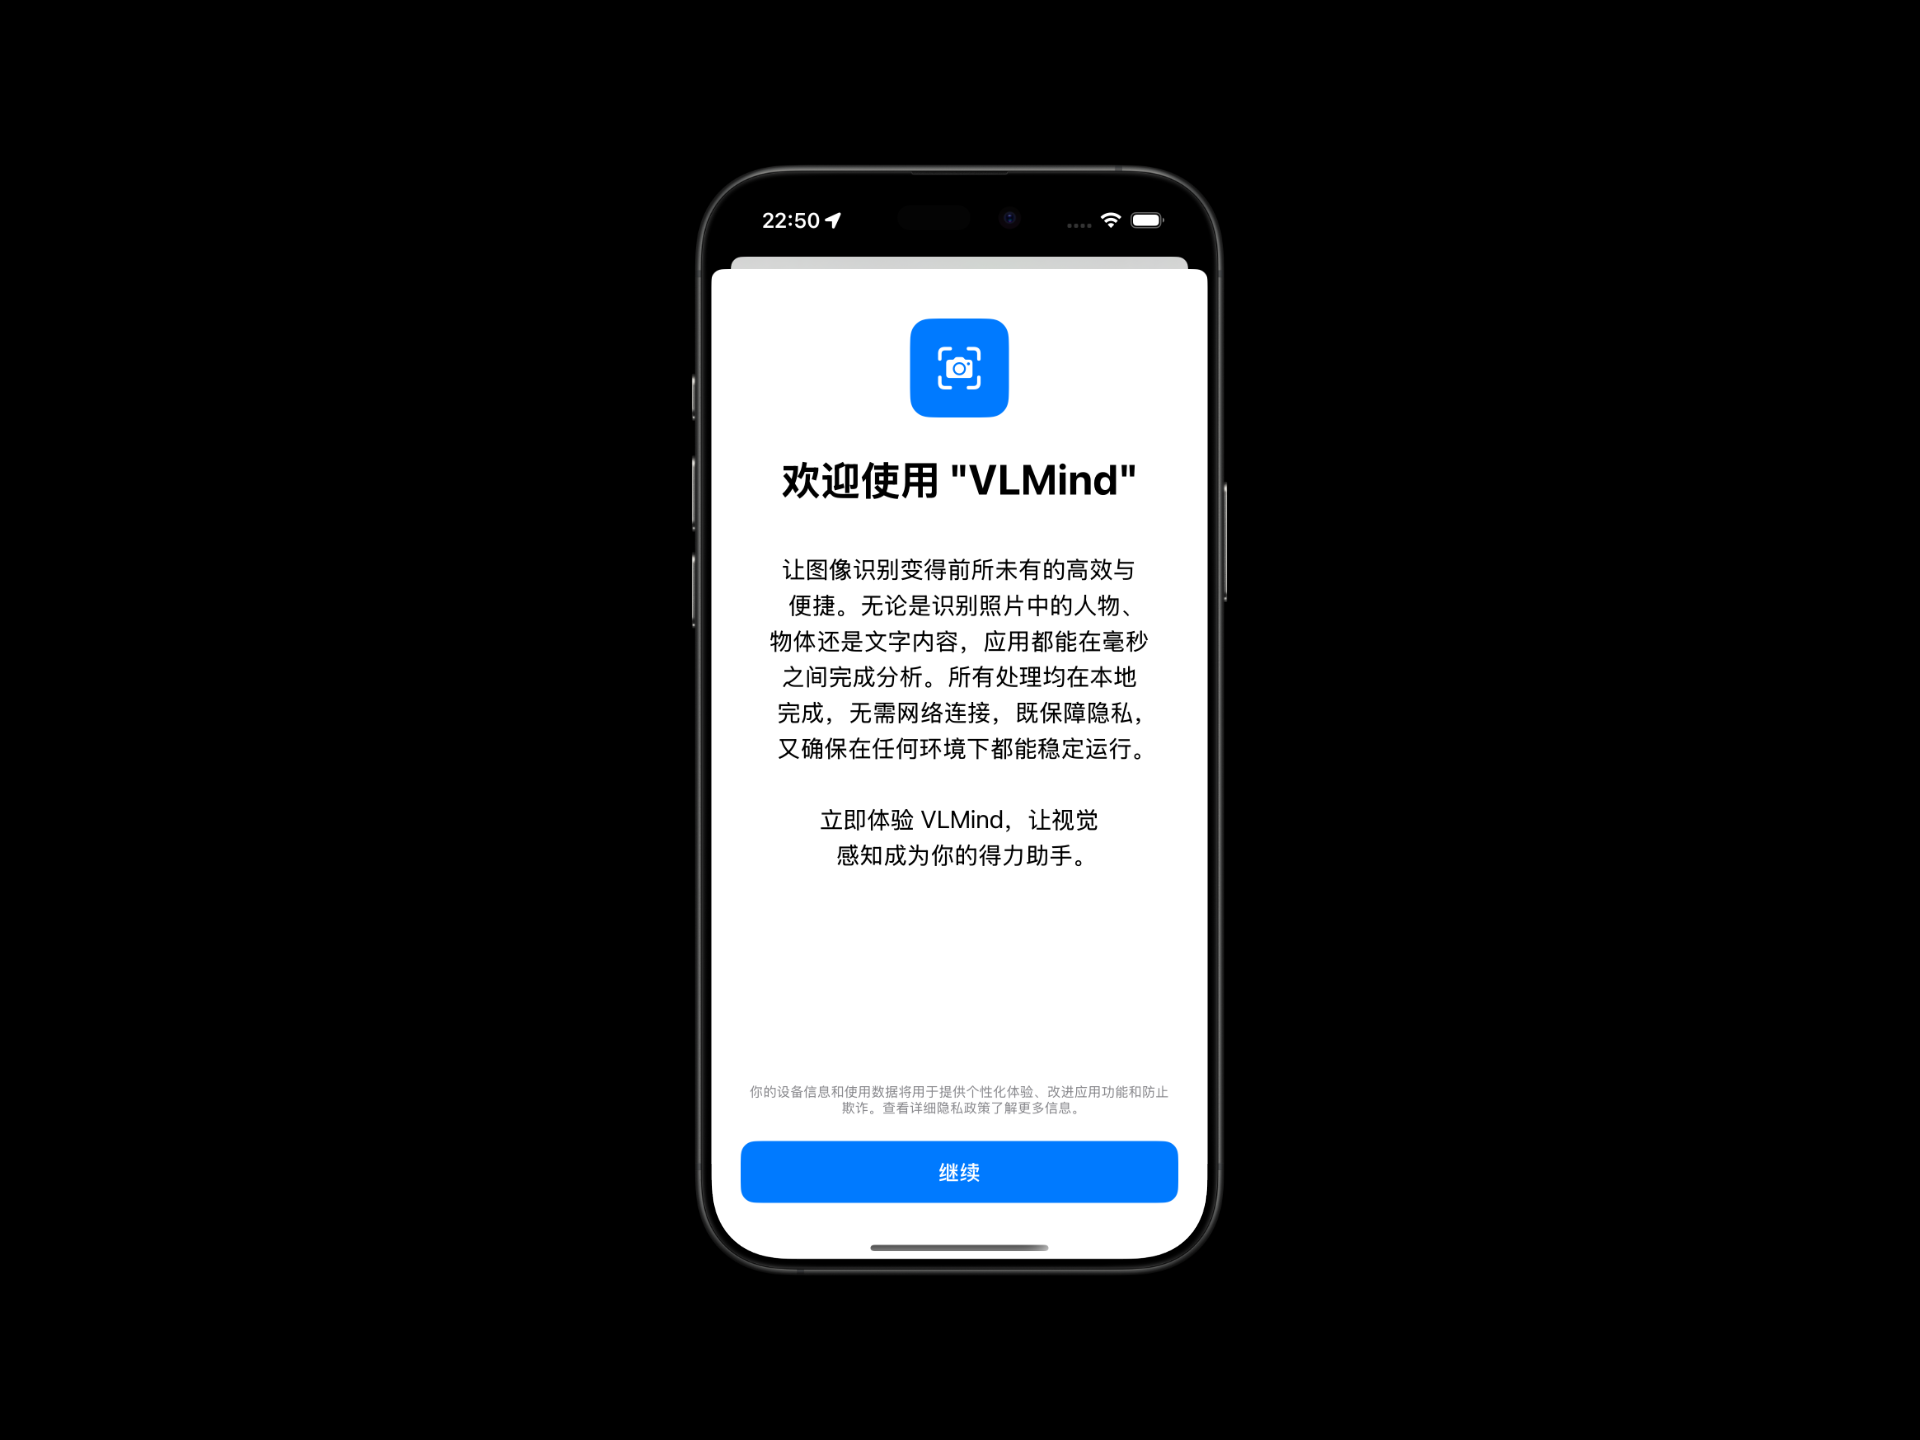 22:50
欢迎使用 "VLMind"
让图像识别变得前所未有的高效与
便捷。无论是识别照片中的人物、
物体还是文字内容，应用都能在毫秒
之间完成分析。所有处理均在本地
完成，无需网络连接，既保障隐私，
又确保在任何环境下都能稳定运行。
立即体验 VLMind，让视觉
感知成为你的得力助手。
你的设备信息和使用数据将用于提供个性化体验、改进应用功能和防止
欺诈。查看详细隐私政策了解更多信息。
继续